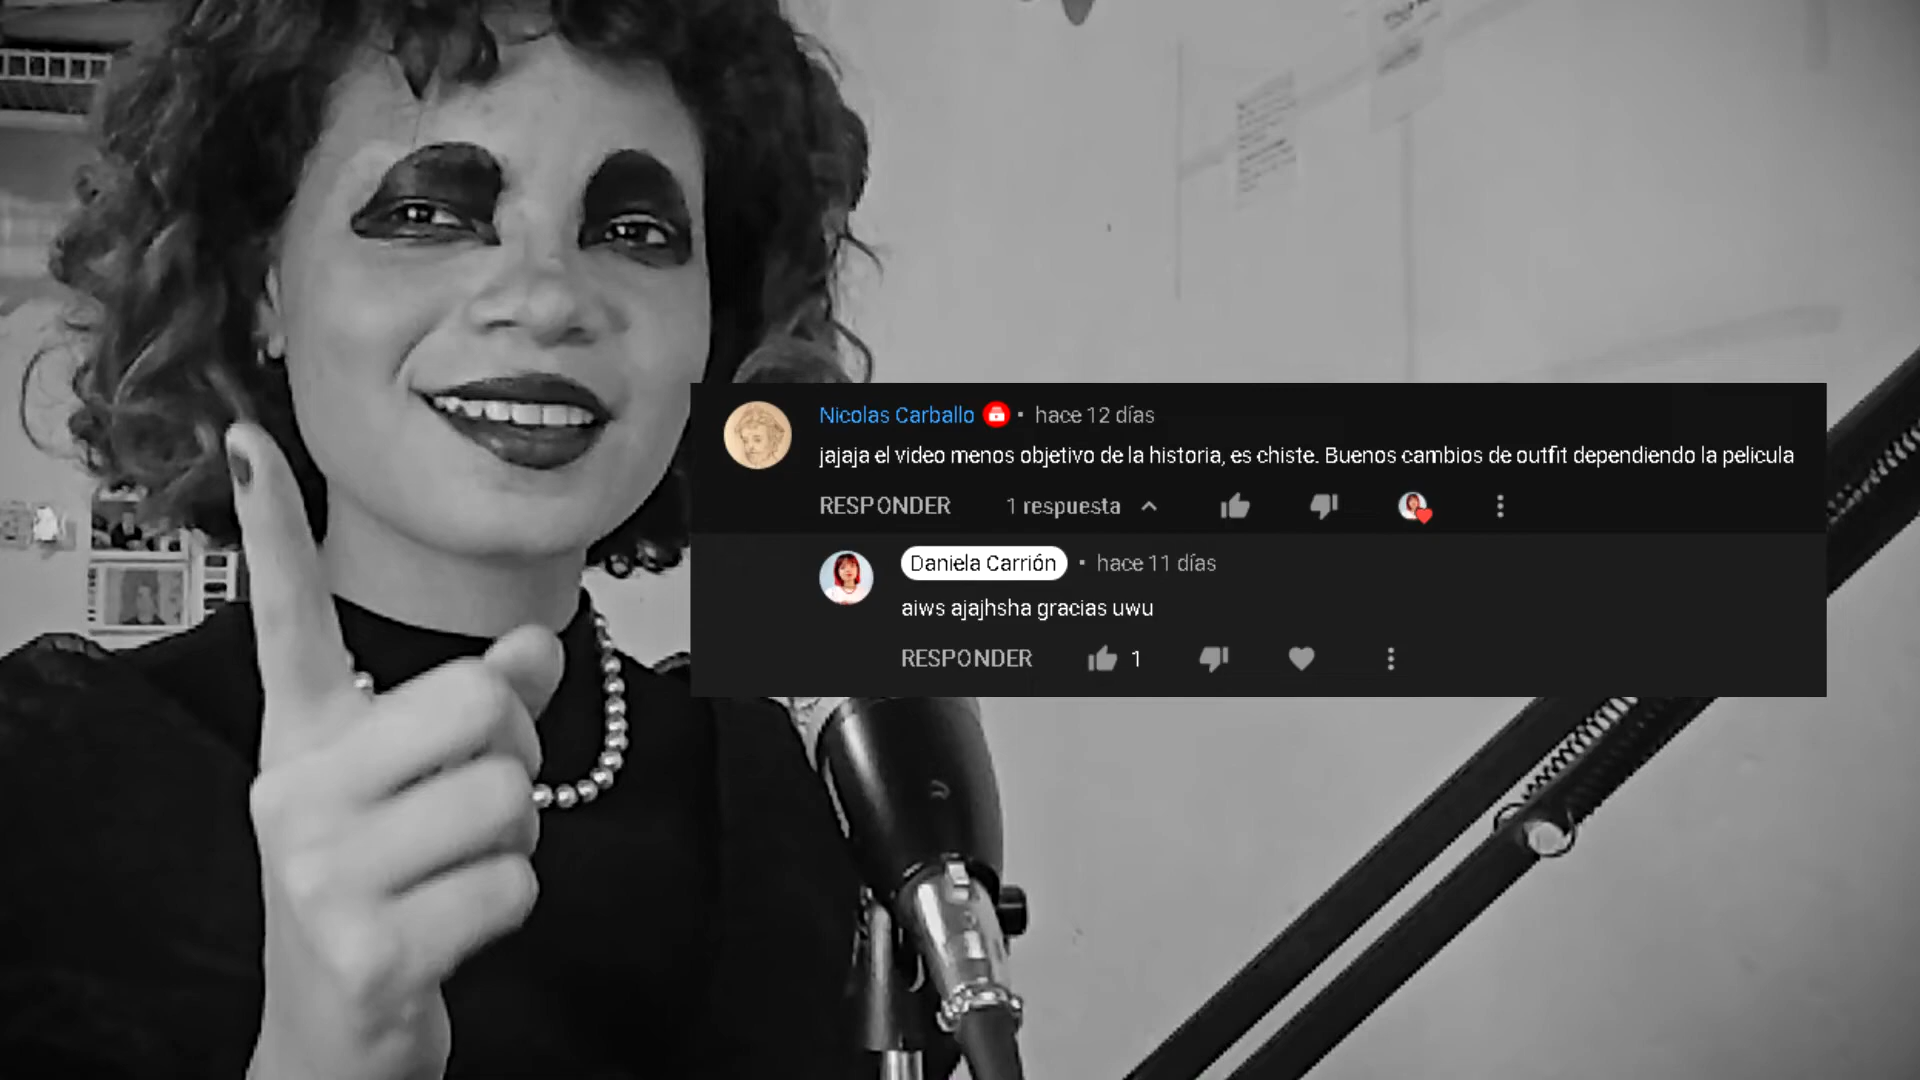 Nicolas Carballo • hace 12 días
jajaja el video menos objetivo de la historia, es chiste. Buenos cambios de outfit dependiendo la pelicula
RESPONDER 1 respuesta
Daniela Carrión • hace 11 días
aiws ajajhsha gracias uwu
RESPONDER 1